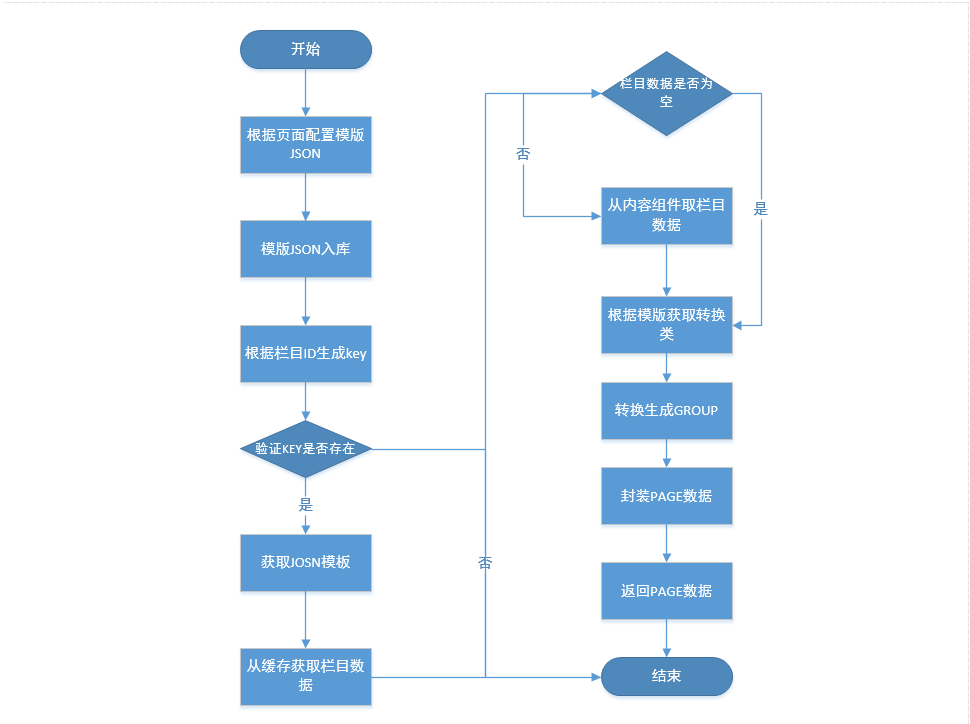 开始
根据页面配置模版
JSON
模版JSON入库
根据栏目ID生成key
验证KEY是否存在
是
获取JOSN模板
从缓存获取栏目数
据
否
栏目数据是否为
空
否
是
从内容组件取栏目
数据
根据模版获取转换
类
转换生成GROUP
封装PAGE数据
返回PAGE数据
结束